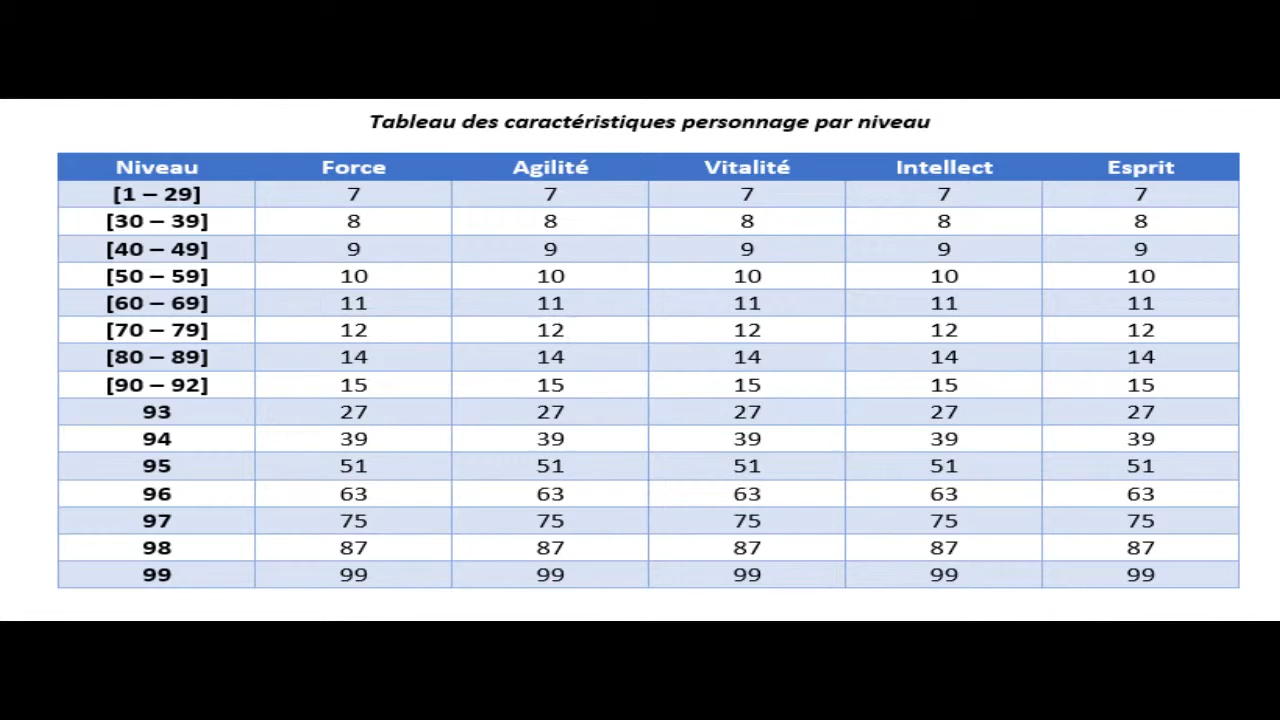 Tableau des caractéristiques personnage par niveau
Niveau Force Agilité Vitalité Intellect Esprit
[1 – 29] 7 7 7 7 7
[30 – 39] 8 8 8 8 8
[40 – 49] 9 9 9 9 9
[50 – 59] 10 10 10 10 10
[60 – 69] 11 11 11 11 11
[70 – 79] 12 12 12 12 12
[80 – 89] 14 14 14 14 14
[90 – 92] 15 15 15 15 15
93 27 27 27 27 27
94 39 39 39 39 39
95 51 51 51 51 51
96 63 63 63 63 63
97 75 75 75 75 75
98 87 87 87 87 87
99 99 99 99 99 99